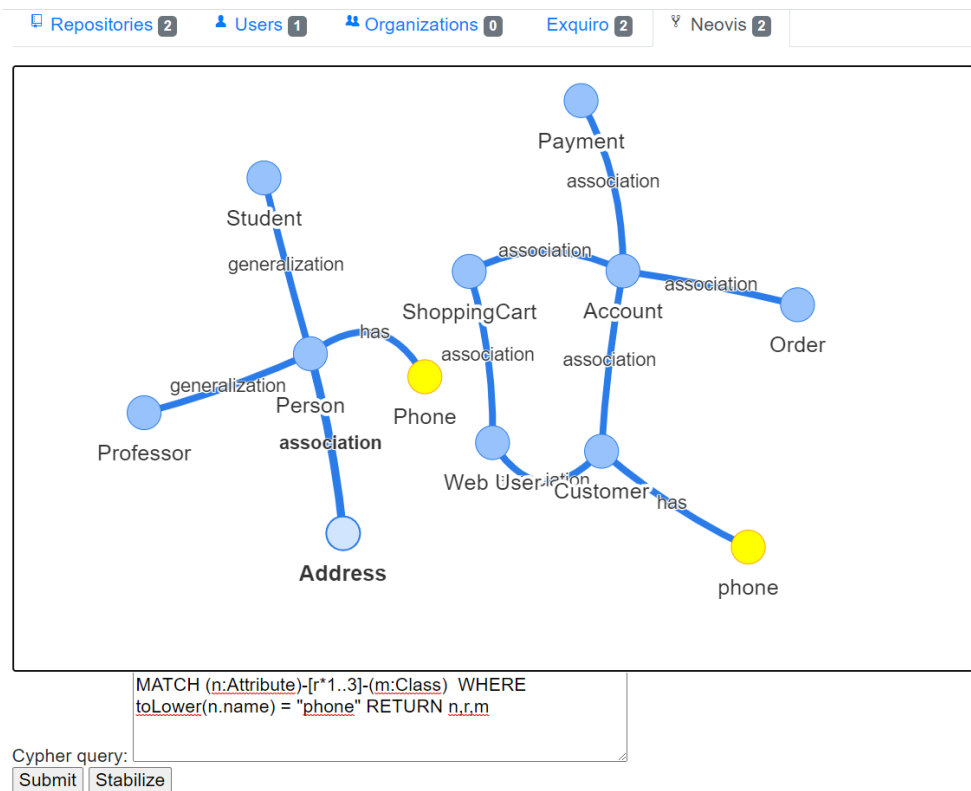 Repositories 2 Users 1 Organizations 0 Exquiro 2 Neovis 2
Payment
association
Student
generalization
association
association
ShoppingCart
Account
Order
has
association
association
generalization
Person
Phone
association
Professor
Web User
Customer
has
Address
phone
MATCH (n:Attribute)-[r*1..3]-(m:Class) WHERE
toLower(n.name) = "phone" RETURN n,r,m
Cypher query:
Submit Stabilize